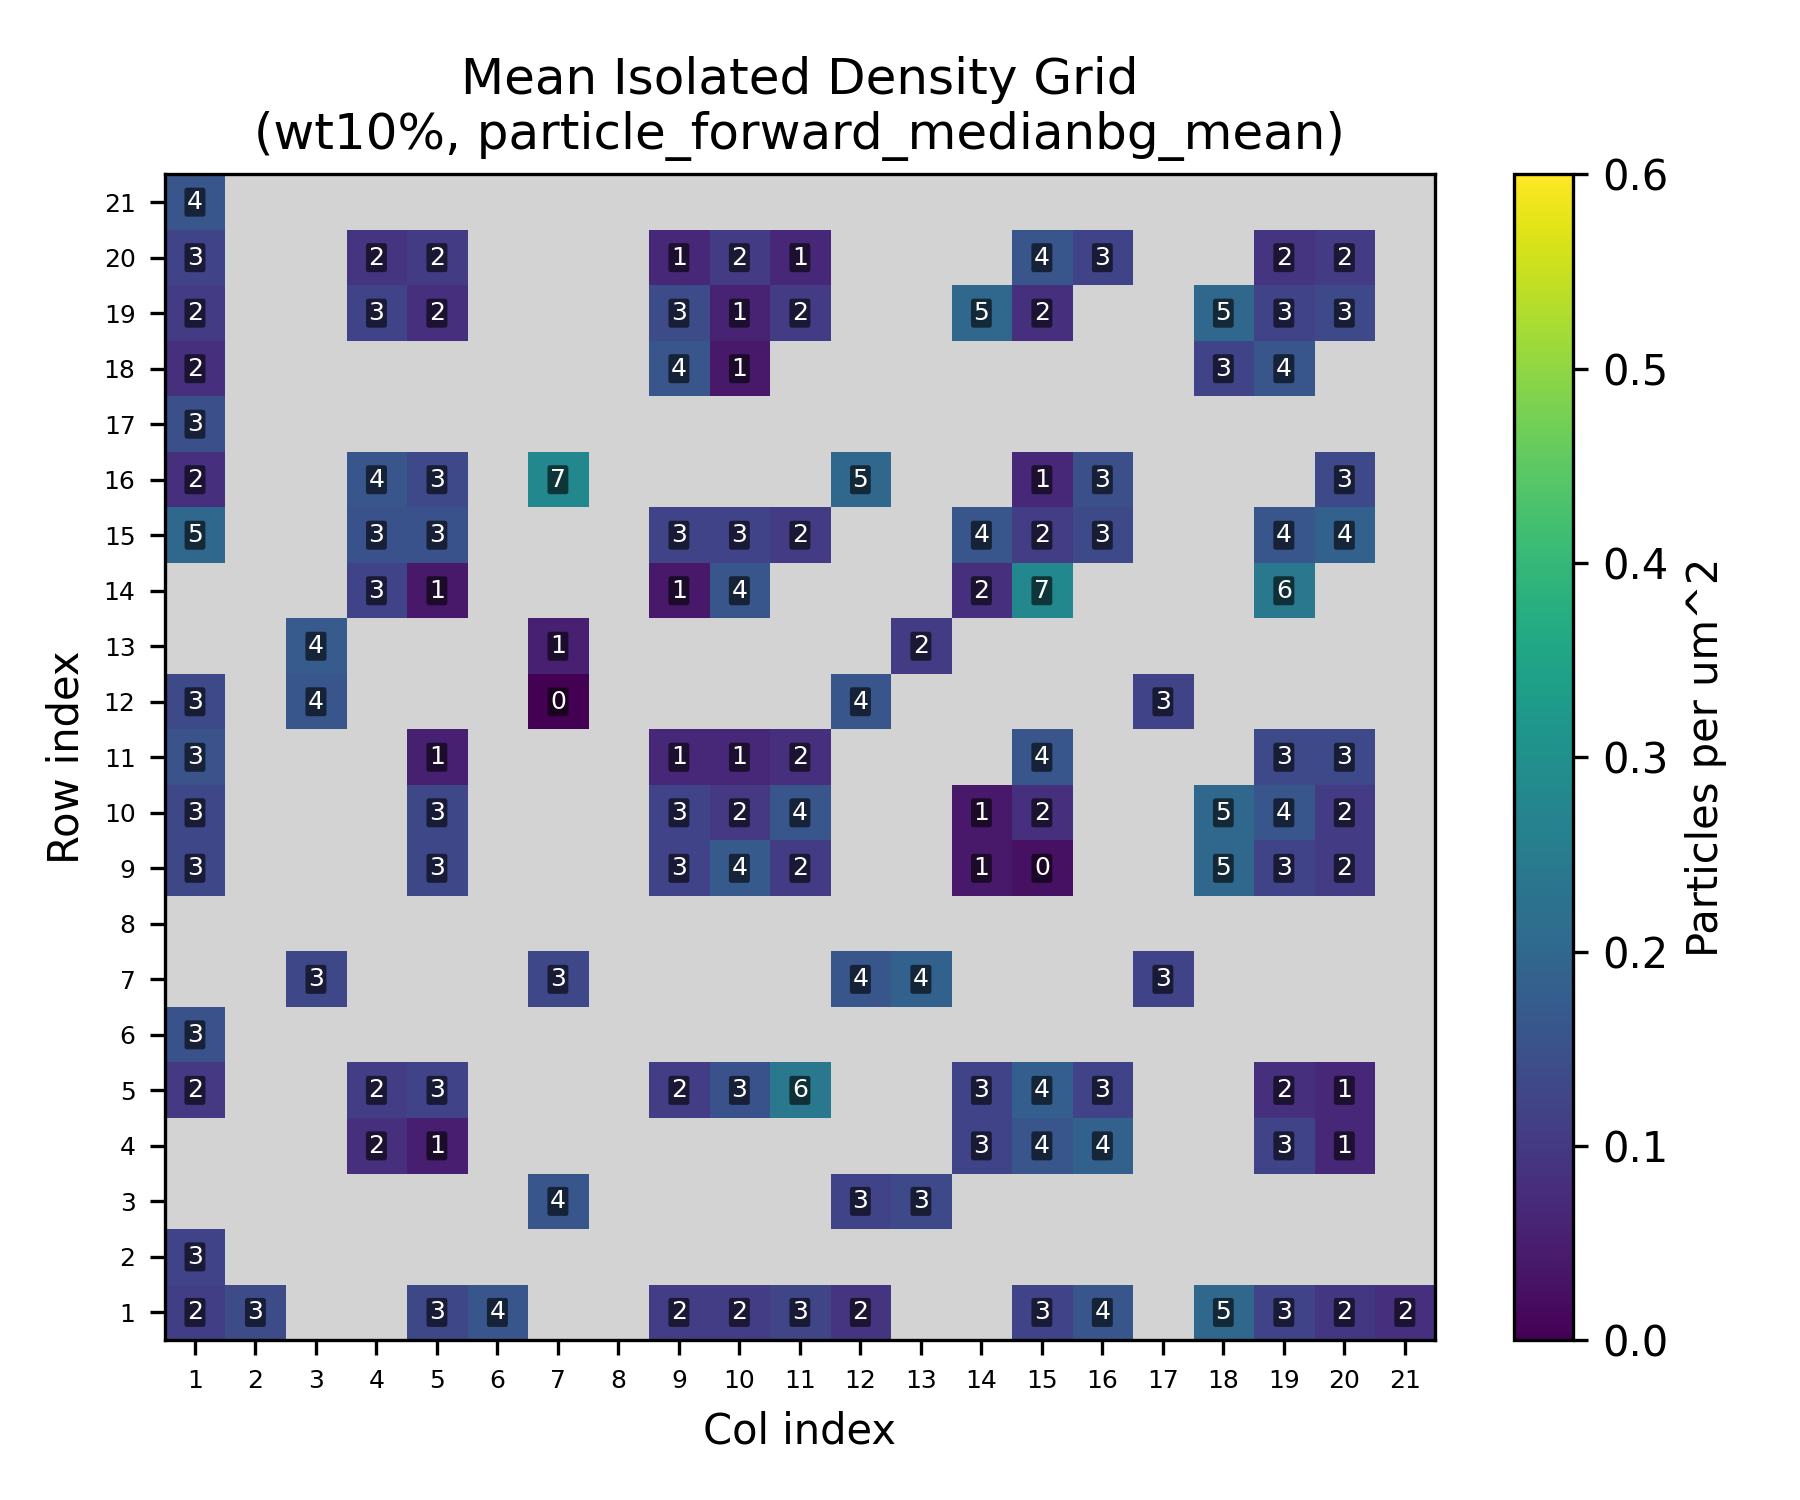 Mean Isolated Density Grid
(wt10%, particle_forward_medianbg_mean)
21 4
20 3 2 2 1 2 1 4 3 2 2
19 2 3 2 3 1 2 5 2 5 3 3
18 2 4 1 3 4
17 3
16 2 4 3 7 5 1 3 3
15 5 3 3 3 3 2 4 2 3 4 4
14 3 1 1 4 2 7 6
13 4 1 2
12 3 4 0 4 3
11 3 1 1 1 2 4 3 3
10 3 3 3 2 4 1 2 5 4 2
9 3 3 3 4 2 1 0 5 3 2
8
7 3 3 4 4 3
6 3
5 2 2 3 2 3 6 3 4 3 2 1
4 2 1 3 4 4 3 1
3 4 3 3
2 3
1 2 3 3 4 2 2 3 2 3 4 5 3 2 2
1 2 3 4 5 6 7 8 9 10 11 12 13 14 15 16 17 18 19 20 21
Col index
Row index
0.6
0.5
0.4
0.3
0.2
0.1
0.0
Particles per um^2